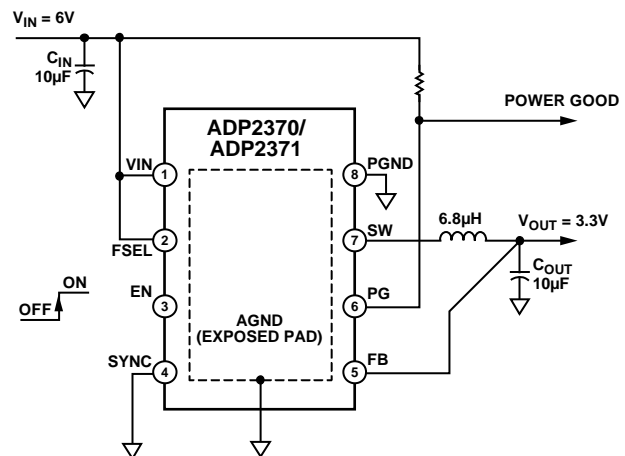 VIN = 6V
CIN
10µF
POWER GOOD
ADP2370/
ADP2371
VIN
1
8
PGND
6.8µH
VOUT = 3.3V
2
FSEL
7
SW
COUT
10µF
ON
OFF
EN
3
6
PG
AGND
(EXPOSED PAD)
SYNC
4
5
FB